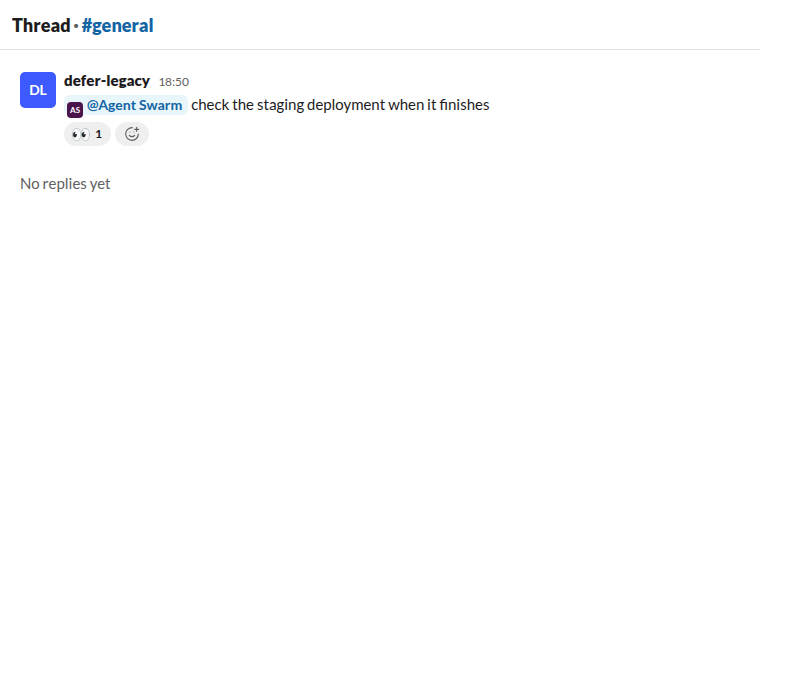 Thread • #general
DL
defer-legacy 18:50
AS @Agent Swarm check the staging deployment when it finishes
👀 1
No replies yet